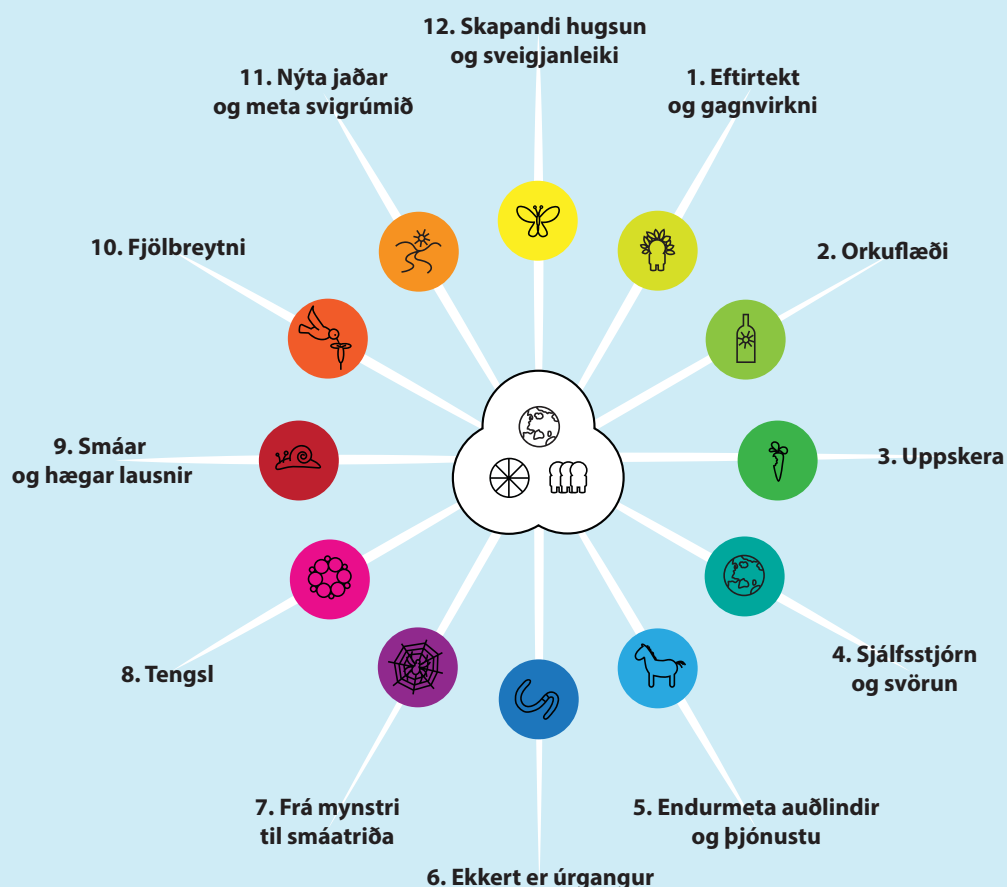 12. Skapandi hugsun
og sveigjanleiki
1. Eftirtekt
og gagnvirkni
2. Orkuflæði
3. Uppskera
4. Sjálfsstjórn
og svörun
5. Endurmeta auðlindir
og þjónustu
6. Ekkert er úrgangur
7. Frá mynstri
til smáatriða
8. Tengsl
9. Smáar
og hægar lausnir
10. Fjölbreytni
11. Nýta jaðar
og meta svigrúmið